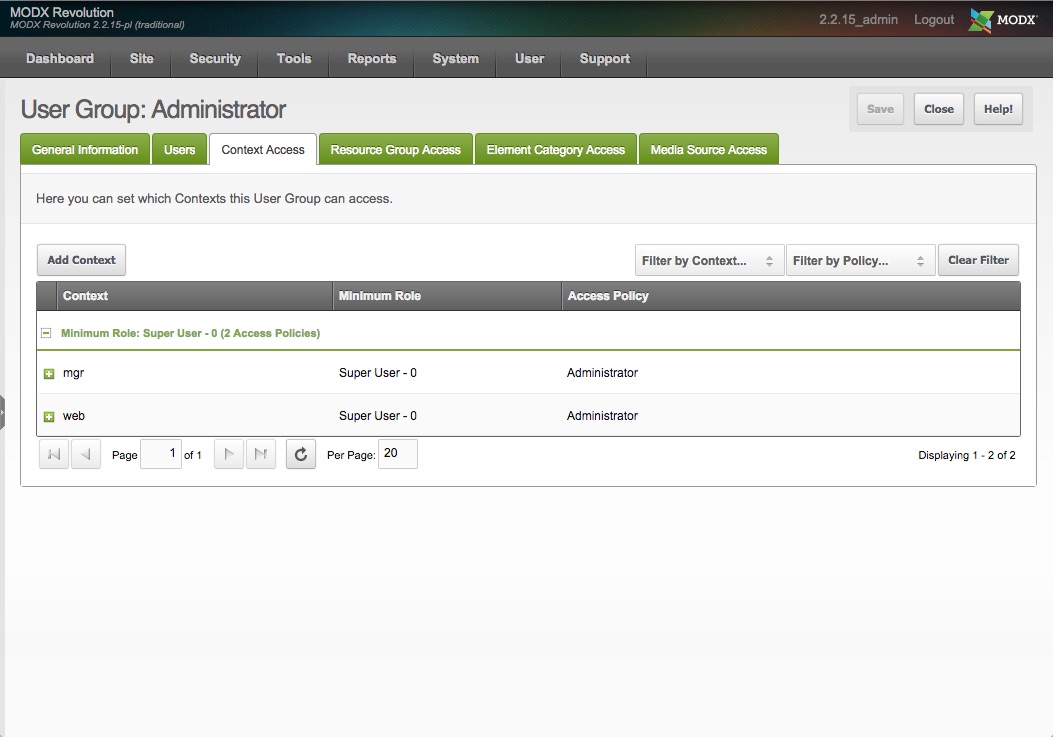 MODX Revolution
MODX Revolution 2.2.15-pl (traditional)
2.2.15_admin Logout MODX
Dashboard Site Security Tools Reports System User Support
User Group: Administrator
Save Close Help!
General Information Users Context Access Resource Group Access Element Category Access Media Source Access
Here you can set which Contexts this User Group can access.
Add Context Filter by Context... Filter by Policy... Clear Filter
Context Minimum Role Access Policy
Minimum Role: Super User - 0 (2 Access Policies)
mgr Super User - 0 Administrator
web Super User - 0 Administrator
Page 1 of 1 Per Page: 20 Displaying 1 - 2 of 2